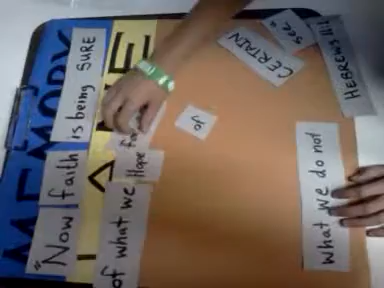 MEMORY
LANE
"Now faith is being SURE
of what we Hope
of
CERTAIN
see."
HEBREWS 11:1
what we do not